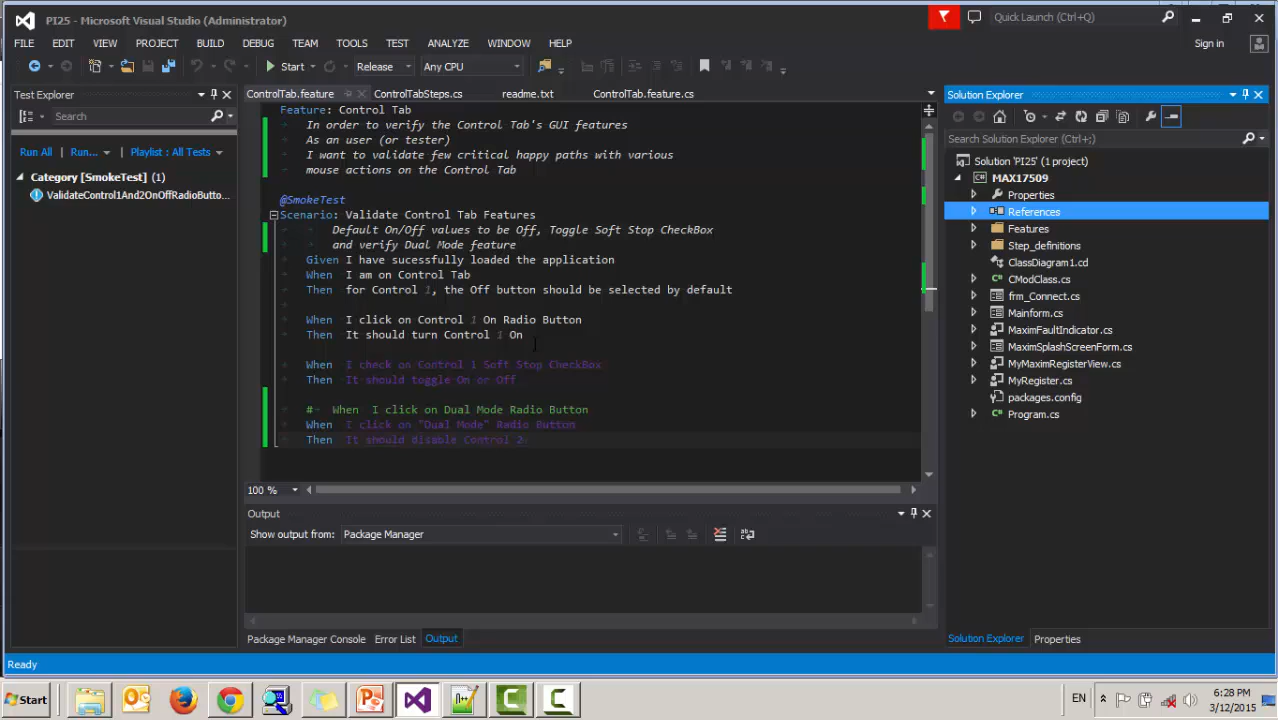 PI25 - Microsoft Visual Studio (Administrator)
Quick Launch (Ctrl+Q)
FILE EDIT VIEW PROJECT BUILD DEBUG TEAM TOOLS TEST ANALYZE WINDOW HELP
Sign in
Start Release Any CPU
Test Explorer
Search
Run All Run... Playlist : All Tests
Category [SmokeTest] (1)
ValidateControl1And2OnOffRadioButto...
ControlTab.feature ControlTabSteps.cs readme.txt ControlTab.feature.cs
Feature: Control Tab
In order to verify the Control Tab's GUI features
As an user (or tester)
I want to validate few critical happy paths with various
mouse actions on the Control Tab
@SmokeTest
Scenario: Validate Control Tab Features
Default On/Off values to be Off, Toggle Soft Stop CheckBox
and verify Dual Mode feature
Given I have sucessfully loaded the application
When I am on Control Tab
Then for Control 1, the Off button should be selected by default
When I click on Control 1 On Radio Button
Then It should turn Control 1 On
When I check on Control 1 Soft Stop CheckBox
Then It should toggle On or Off
# When I click on Dual Mode Radio Button
When I click on "Dual Mode" Radio Button
Then It should disable Control 2
100 %
Output
Show output from: Package Manager
Package Manager Console Error List Output
Solution Explorer
Search Solution Explorer (Ctrl+;)
Solution 'PI25' (1 project)
C# MAX17509
Properties
References
Features
Step_definitions
ClassDiagram1.cd
C# CModClass.cs
frm_Connect.cs
Mainform.cs
MaximFaultIndicator.cs
MaximSplashScreenForm.cs
MyMaximRegisterView.cs
MyRegister.cs
packages.config
C# Program.cs
Solution Explorer Properties
Ready
Start
EN
6:28 PM
3/12/2015